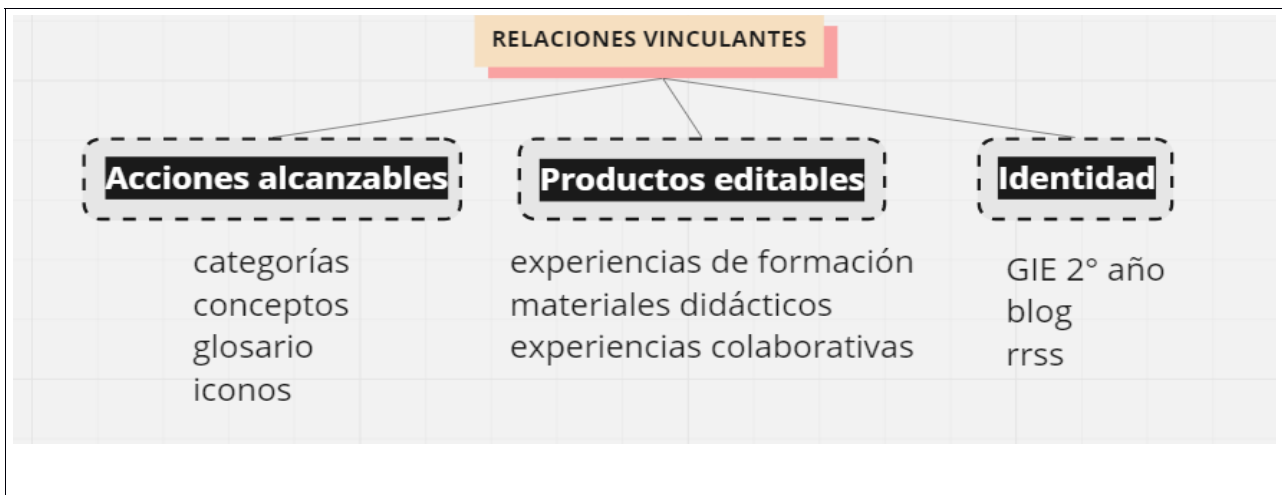 RELACIONES VINCULANTES
Acciones alcanzables
categorías
conceptos
glosario
iconos
Productos editables
experiencias de formación
materiales didácticos
experiencias colaborativas
Identidad
GIE 2° año
blog
rrss